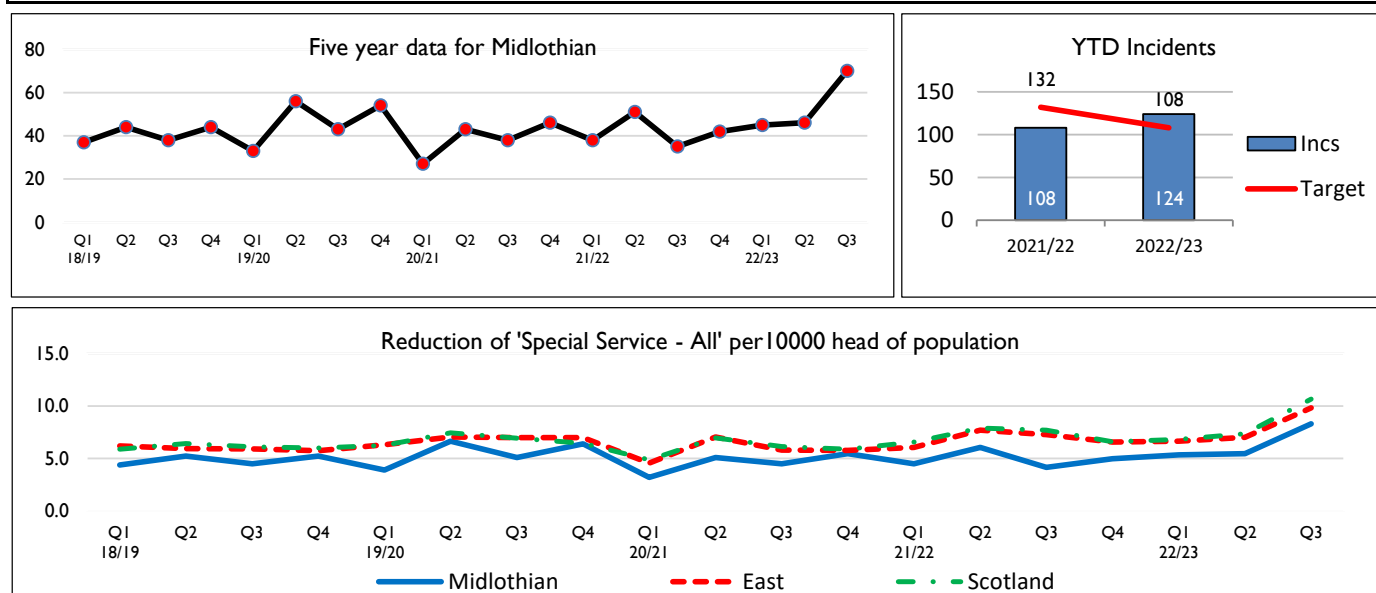 Five year data for Midlothian
80
60
40
20
0
Q1 Q2 Q3 Q4 Q1 Q2 Q3 Q4 Q1 Q2 Q3 Q4 Q1 Q2 Q3 Q4 Q1 Q2 Q3
18/19 19/20 20/21 21/22 22/23
YTD Incidents
132
108
150
100
50
0
108 124
2021/22 2022/23
Incs
Target
Reduction of 'Special Service - All' per10000 head of population
15.0
10.0
5.0
0.0
Q1 Q2 Q3 Q4 Q1 Q2 Q3 Q4 Q1 Q2 Q3 Q4 Q1 Q2 Q3 Q4 Q1 Q2 Q3
18/19 19/20 20/21 21/22 22/23
Midlothian East Scotland